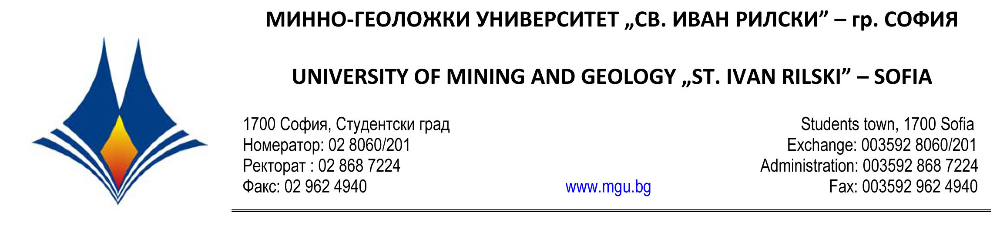 МИННО-ГЕОЛОЖКИ УНИВЕРСИТЕТ „СВ. ИВАН РИЛСКИ” – гр. СОФИЯ
UNIVERSITY OF MINING AND GEOLOGY „ST. IVAN RILSKI” – SOFIA
1700 София, Студентски град Students town, 1700 Sofia
Номератор: 02 8060/201 Exchange: 003592 8060/201
Ректорат : 02 868 7224 Administration: 003592 868 7224
Факс: 02 962 4940 www.mgu.bg Fax: 003592 962 4940